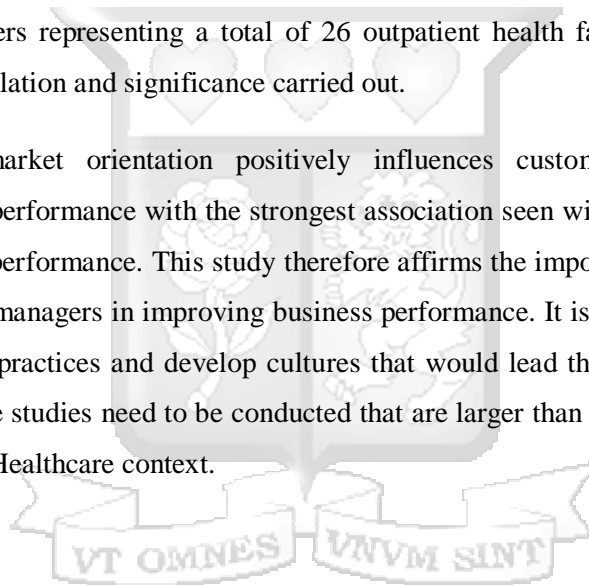 ers representing a total of 26 outpatient health fa
lation and significance carried out.
market orientation positively influences custom
performance with the strongest association seen wi
performance. This study therefore affirms the impo
managers in improving business performance. It is
practices and develop cultures that would lead th
e studies need to be conducted that are larger than
Healthcare context.
VT OMNES VNVM SINT